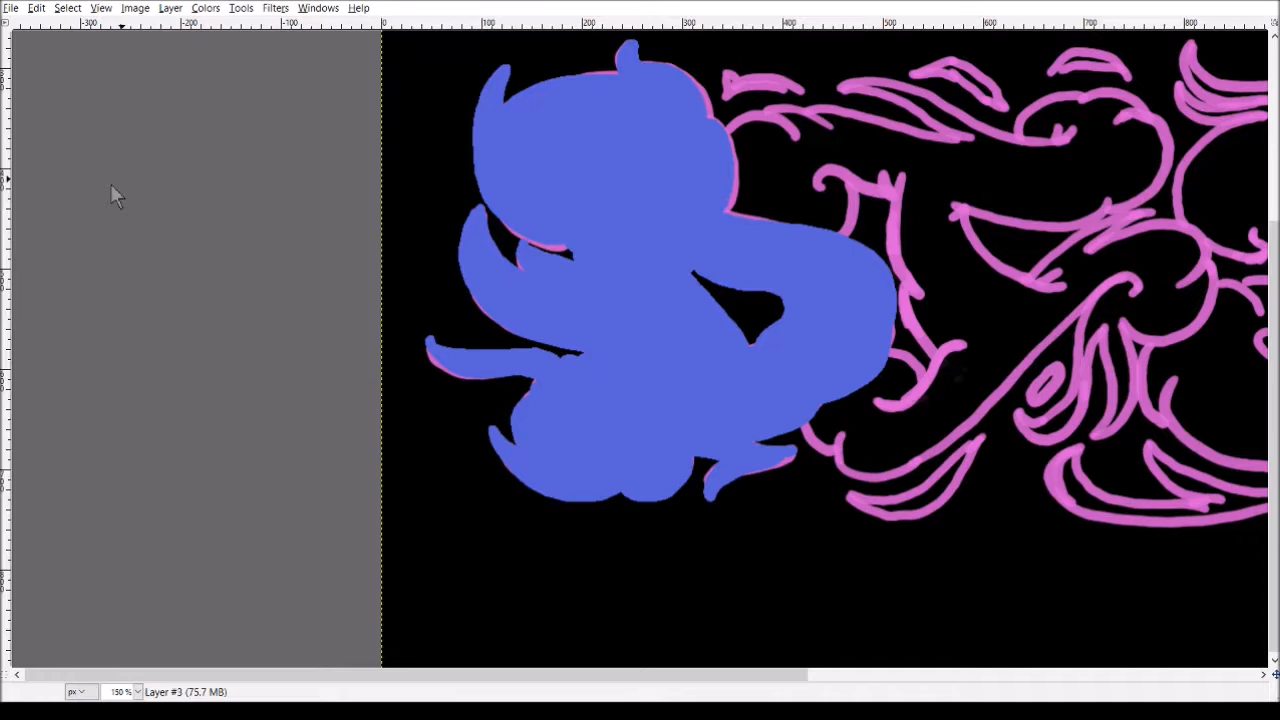 File Edit Select View Image Layer Colors Tools Filters Windows Help
-300 -200 -100 0 100 200 300 400 500 600 700 800
px 150 % Layer #3 (75.7 MB)